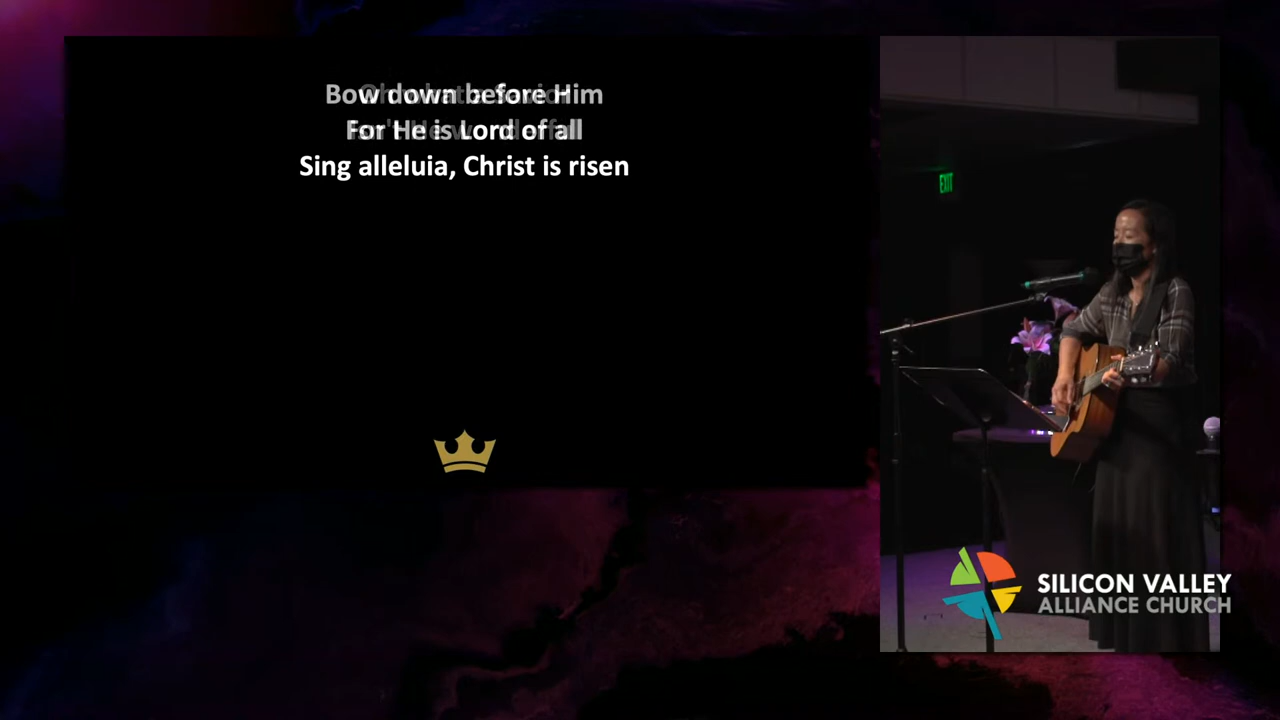 Bow down before Him
For He is Lord of all
Sing alleluia, Christ is risen
EXIT
SILICON VALLEY
ALLIANCE CHURCH